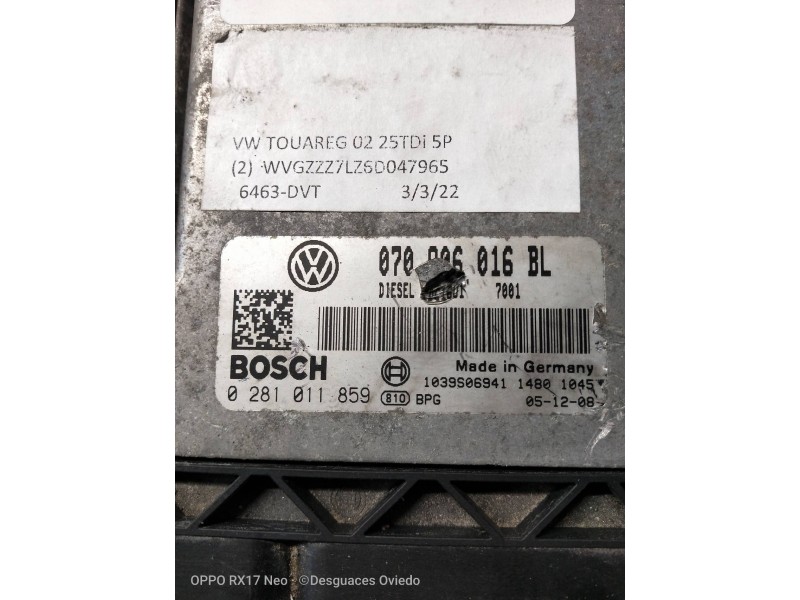 VW TOUAREG 02 25TDi 5P
(2) WVGZZZ7LZ6D047965
6463-DVT 3/3/22
070 906 016 BL
DIESEL 7001
BOSCH
Made in Germany
1039S06941 1480 1045
0 281 011 859 810 BPG 05-12-08
OPPO RX17 Neo - ©Desguaces Oviedo